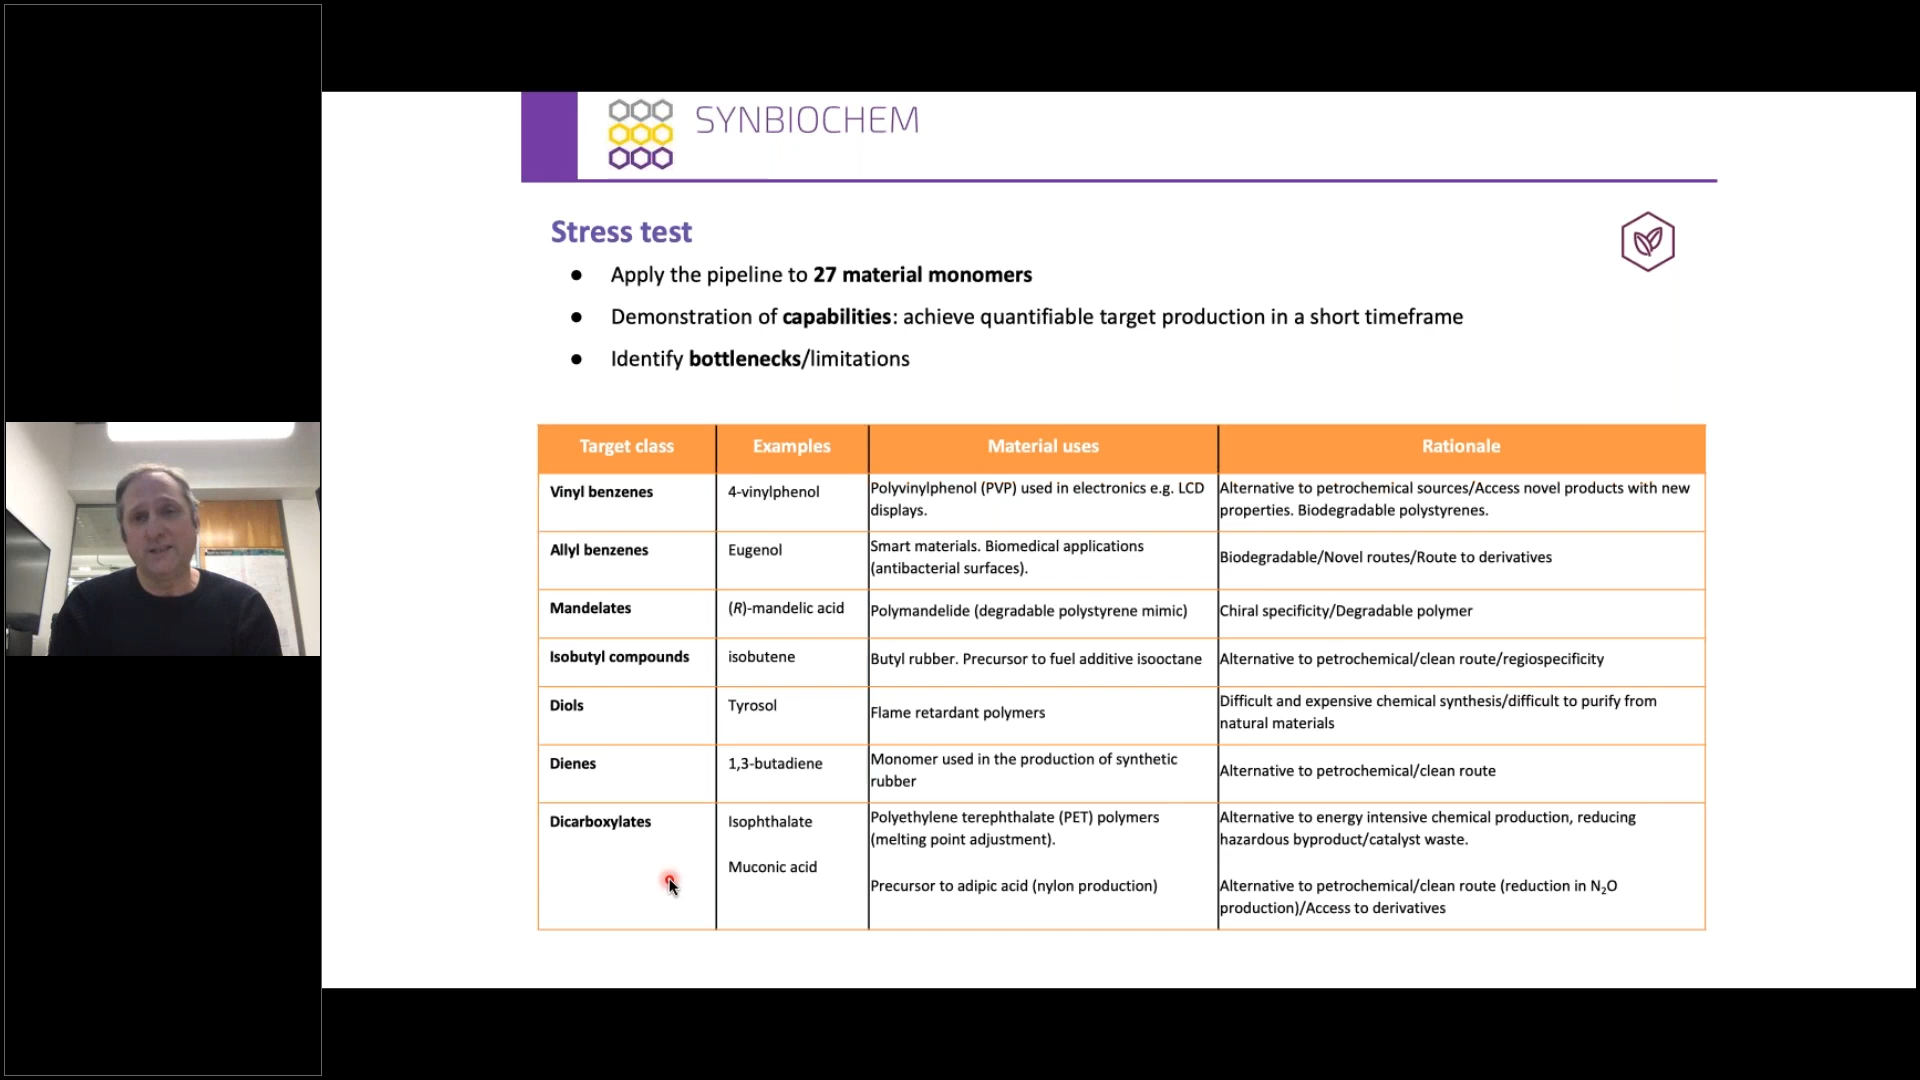 SYNBIOCHEM
Stress test
● Apply the pipeline to 27 material monomers
● Demonstration of capabilities: achieve quantifiable target production in a short timeframe
● Identify bottlenecks/limitations
Target class
Examples
Material uses
Rationale
Vinyl benzenes
4-vinylphenol
Polyvinylphenol (PVP) used in electronics e.g. LCD
displays.
Alternative to petrochemical sources/Access novel products with new
properties. Biodegradable polystyrenes.
Allyl benzenes
Eugenol
Smart materials. Biomedical applications
(antibacterial surfaces).
Biodegradable/Novel routes/Route to derivatives
Mandelates
(R)-mandelic acid
Polymandelide (degradable polystyrene mimic)
Chiral specificity/Degradable polymer
Isobutyl compounds
isobutene
Butyl rubber. Precursor to fuel additive isooctane
Alternative to petrochemical/clean route/regiospecificity
Diols
Tyrosol
Flame retardant polymers
Difficult and expensive chemical synthesis/difficult to purify from
natural materials
Dienes
1,3-butadiene
Monomer used in the production of synthetic
rubber
Alternative to petrochemical/clean route
Dicarboxylates
Isophthalate
Polyethylene terephthalate (PET) polymers
(melting point adjustment).
Alternative to energy intensive chemical production, reducing
hazardous byproduct/catalyst waste.
Muconic acid
Precursor to adipic acid (nylon production)
Alternative to petrochemical/clean route (reduction in N₂O
production)/Access to derivatives